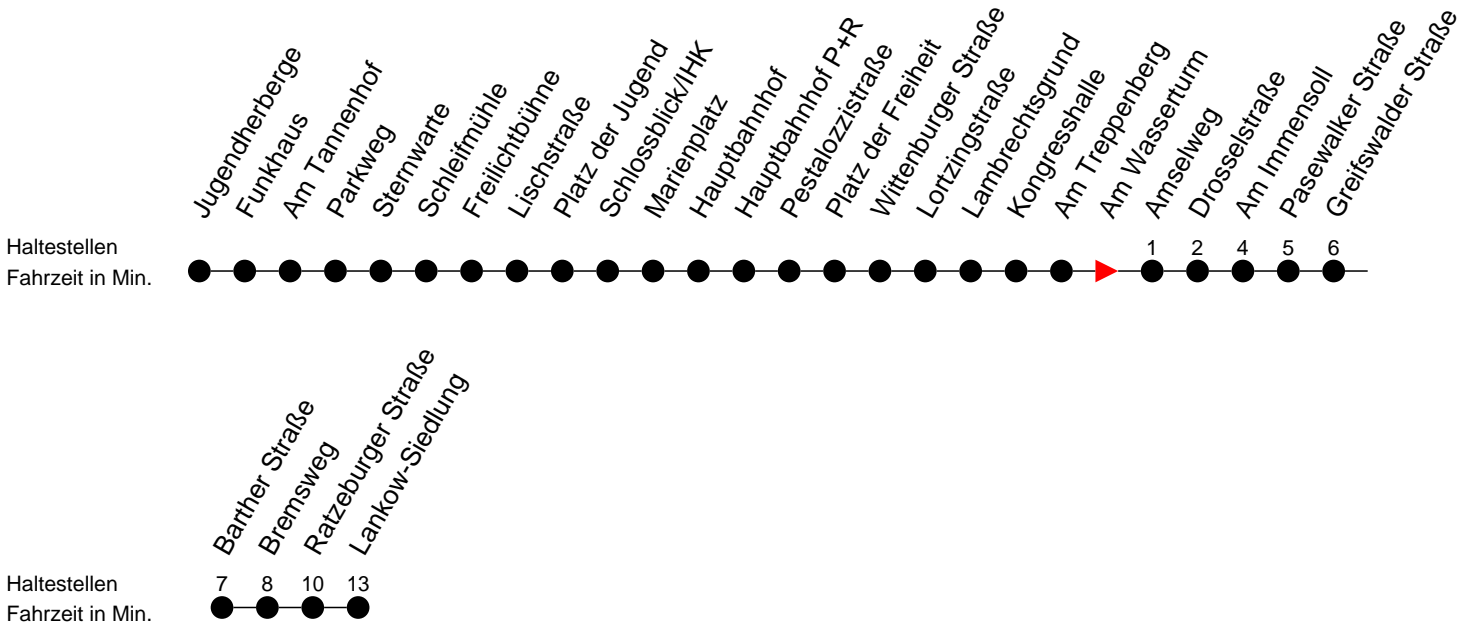 Jugendherberge
Funkhaus
Am Tannenhof
Parkweg
Sternwarte
Schleifmühle
Freilichtbühne
Lischstraße
Platz der Jugend
Schlossblick/IHK
Marienplatz
Hauptbahnhof
Hauptbahnhof P+R
Pestalozzistraße
Platz der Freiheit
Wittenburger Straße
Lortzingstraße
Lambrechtsgrund
Kongresshalle
Am Treppenberg
Am Wasserturm
Amselweg
Drosselstraße
Am Immensoll
Pasewalker Straße
Greifswalder Straße
Haltestellen 1 2 4 5 6
Fahrzeit in Min.
Barther Straße
Bremsweg
Ratzeburger Straße
Lankow-Siedlung
Haltestellen 7 8 10 13
Fahrzeit in Min.